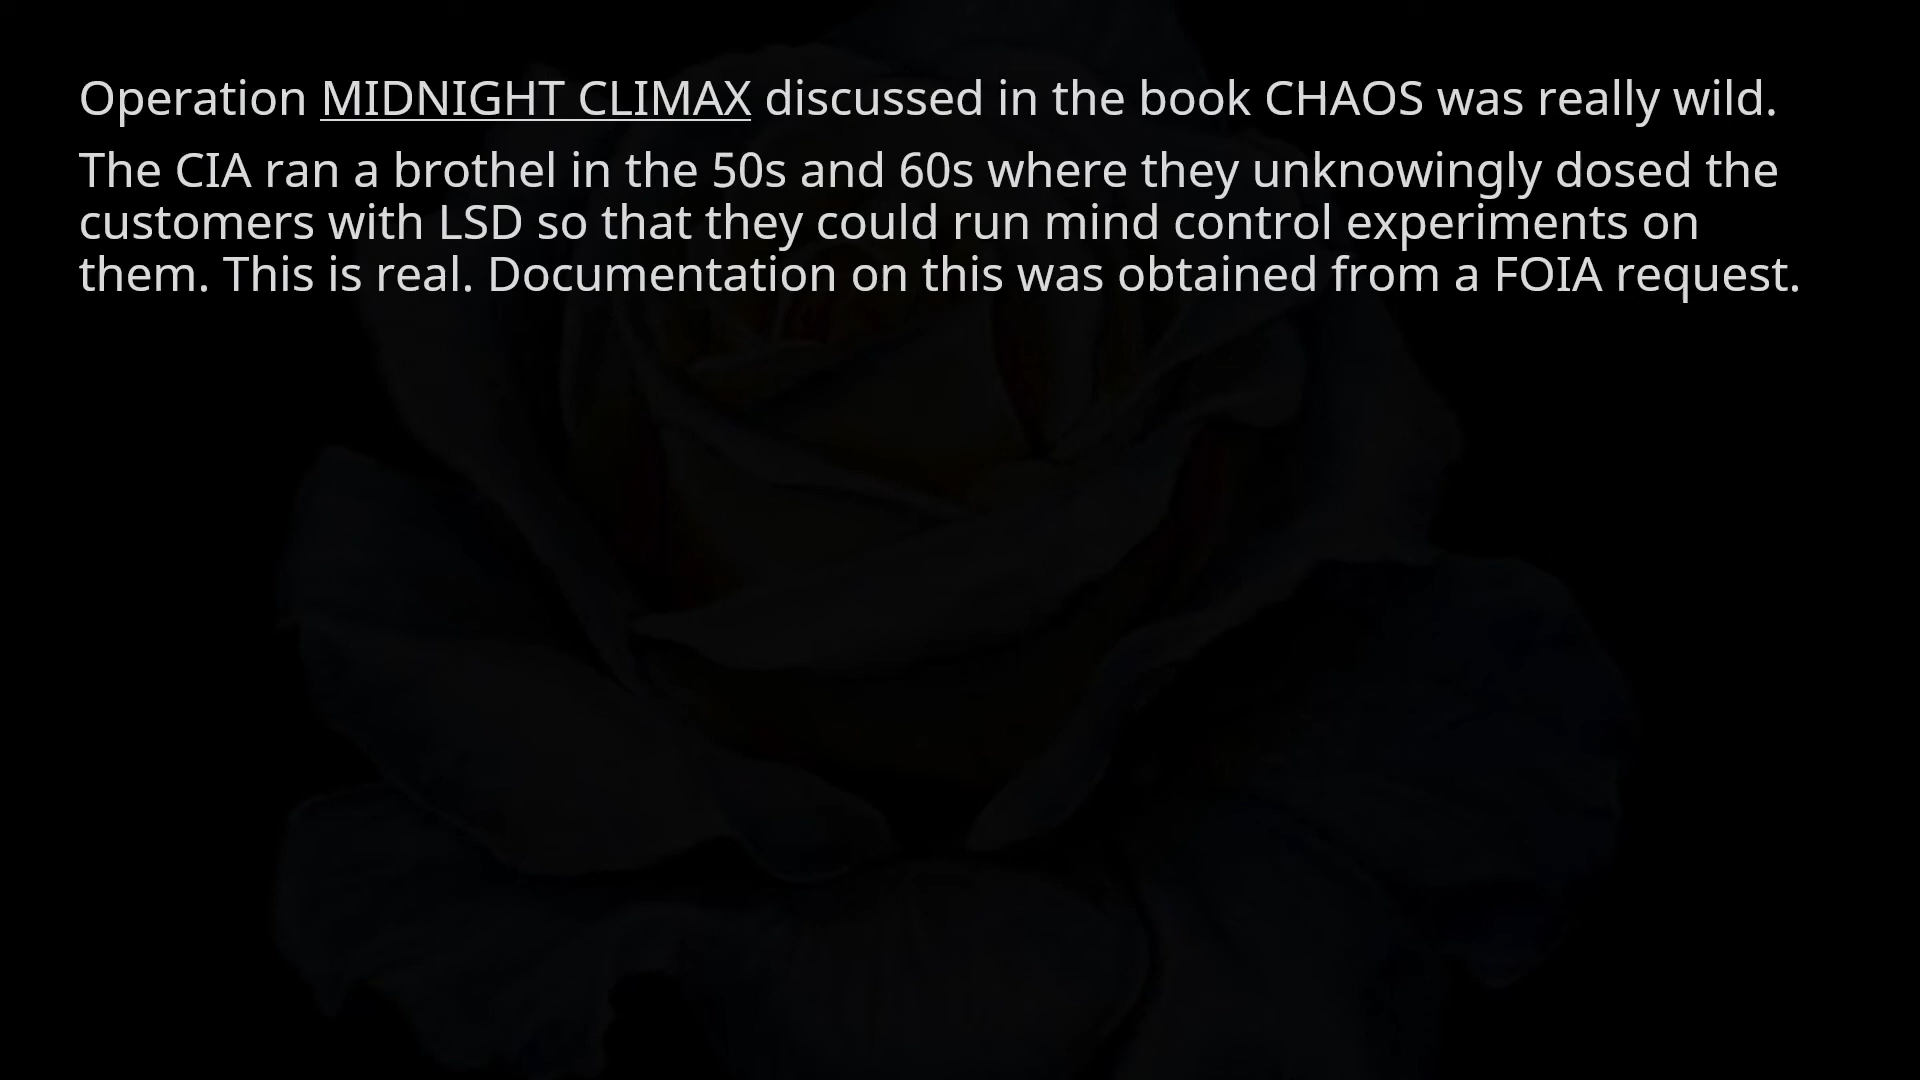 Operation MIDNIGHT CLIMAX discussed in the book CHAOS was really wild.
The CIA ran a brothel in the 50s and 60s where they unknowingly dosed the
customers with LSD so that they could run mind control experiments on
them. This is real. Documentation on this was obtained from a FOIA request.